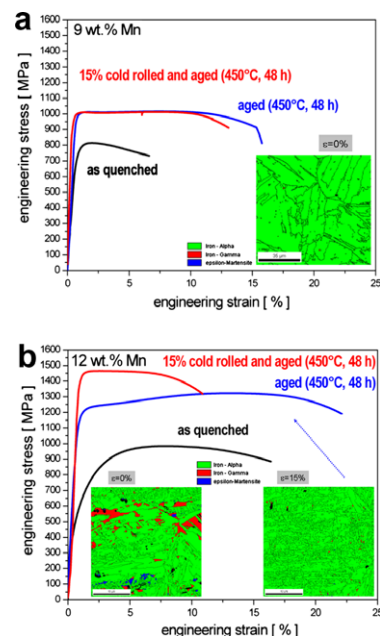 a
9 wt.% Mn
1600
1500
1400
1300
1200
1100
1000
900
800
700
600
500
400
300
200
100
0
engineering stress [ MPa]
15% cold rolled and aged (450°C, 48 h)
aged (450°C, 48 h)
as quenched
ε=0%
Iron - Alpha
Iron - Gamma
epsilon-Martensite
0 5 10 15 20 25
engineering strain [ % ]
b
12 wt.% Mn
1600
1500
1400
1300
1200
1100
1000
900
800
700
600
500
400
300
200
100
0
engineering stress [ MPa]
15% cold rolled and aged (450°C, 48 h)
aged (450°C, 48 h)
as quenched
ε=0%
Iron - Alpha
Iron - Gamma
epsilon-Martensite
ε=15%
0 5 10 15 20 25
engineering strain [ % ]